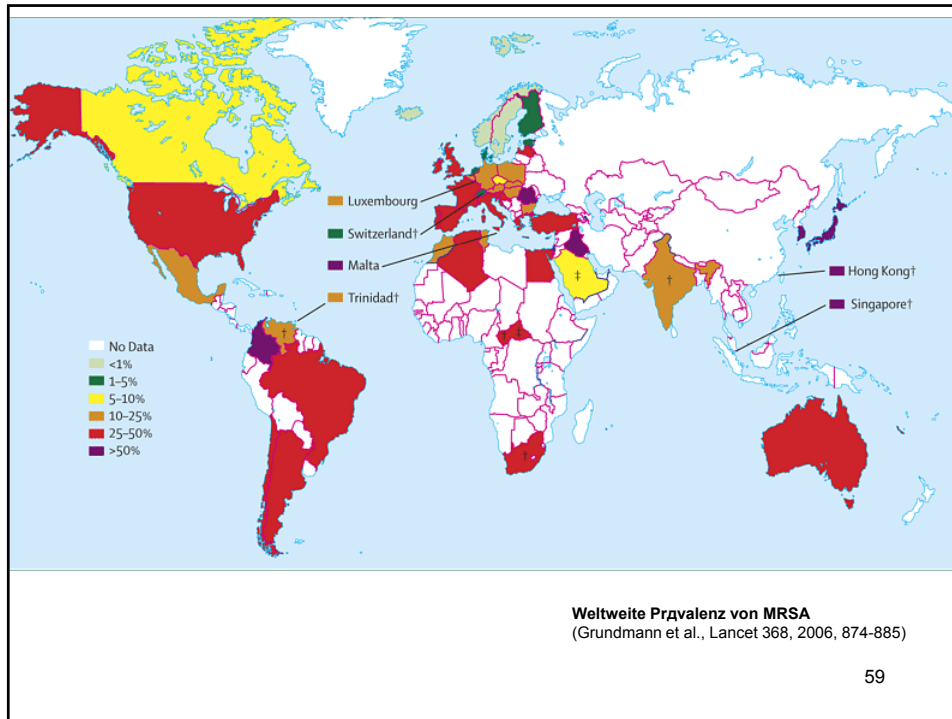 Luxembourg
Switzerland†
Malta
Trinidad†
Hong Kong†
Singapore†
‡
†
†
†
‡
†
No Data
<1%
1–5%
5–10%
10–25%
25–50%
>50%
Weltweite Prдvalenz von MRSA
(Grundmann et al., Lancet 368, 2006, 874-885)
59